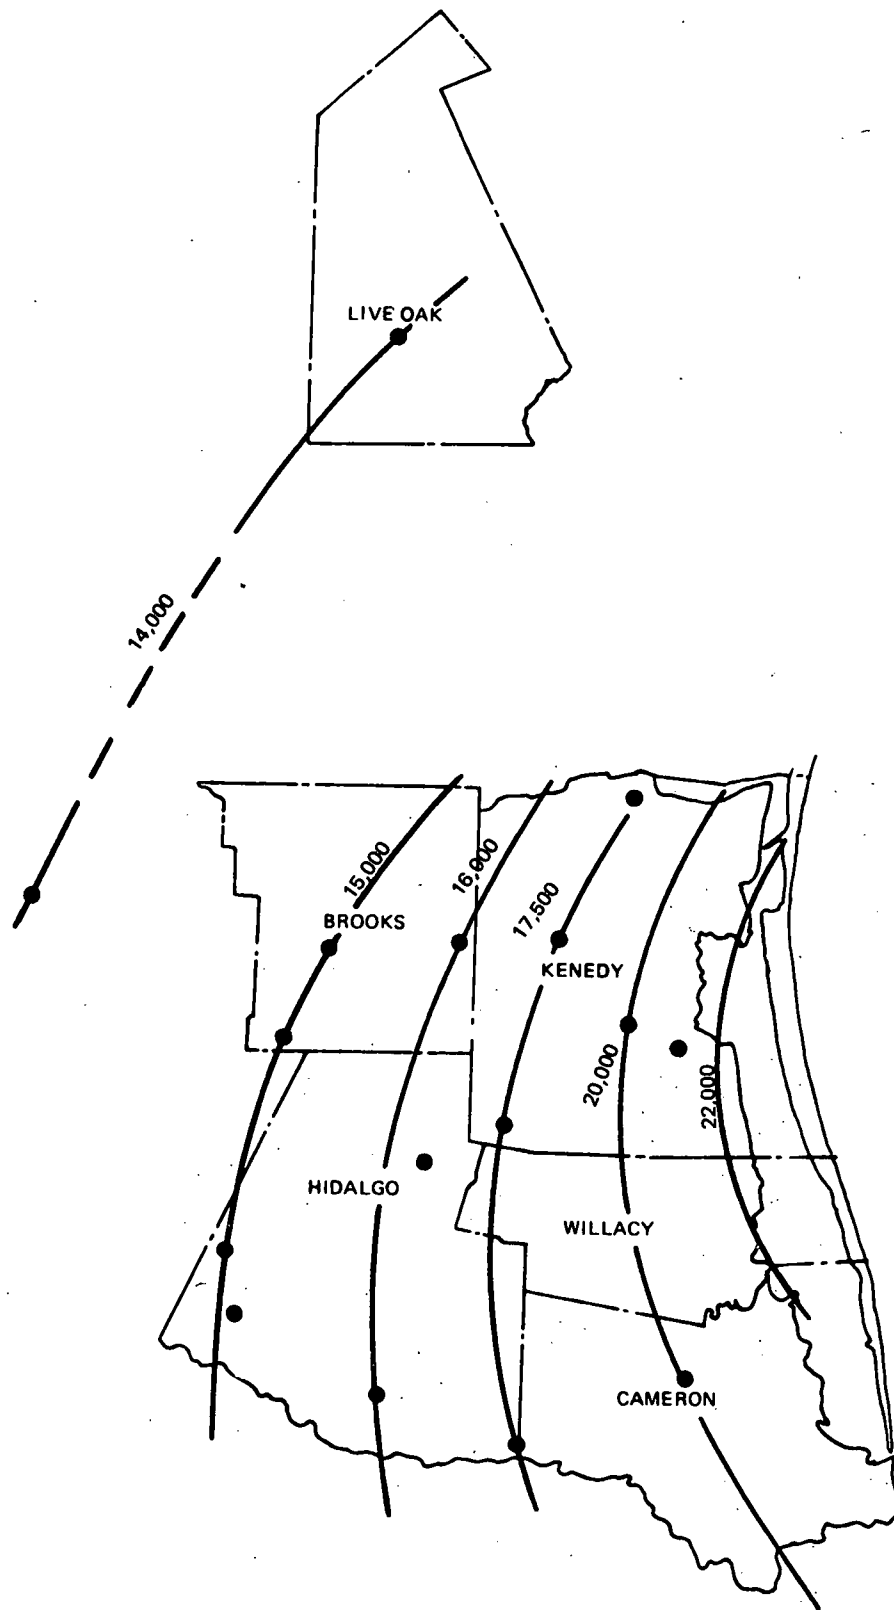 LIVE OAK
14,000
15,000
16,000
BROOKS
17,500
KENEDY
20,000
22,000
HIDALGO
WILLACY
CAMERON